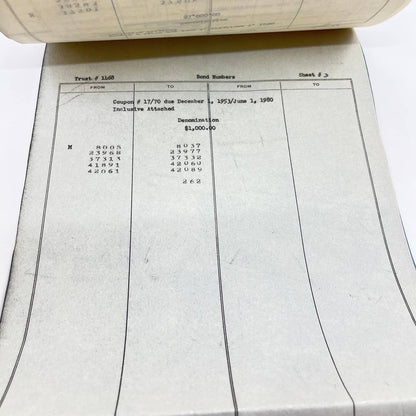 Trust # 1168 Bond Numbers Sheet # 3
FROM TO FROM TO
Coupon # 17/70 due December 1, 1953/June 1, 1980
Inclusive Attached
Denomination
$1,000.00
M 8005 8037
23968 23977
37313 37332
41891 42060
42061 42089
262